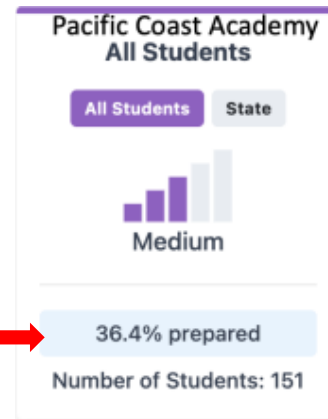 Pacific Coast Academy
All Students
All Students State
Medium
36.4% prepared
Number of Students: 151